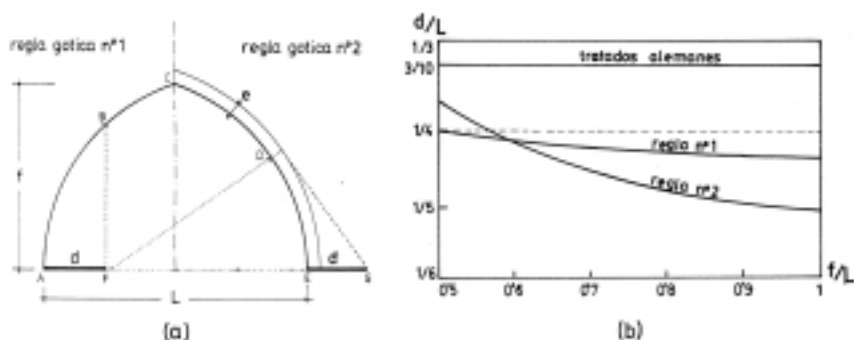 regla gotica nº1
regla gotica nº2
C
B
e
f
d
d
A
L
(a)
d/L
1/3
3/10
1/4
1/5
1/6
tratados alemanes
regla nº1
regla nº2
0'5
0'6
0'7
0'8
0'9
1
f/L
(b)